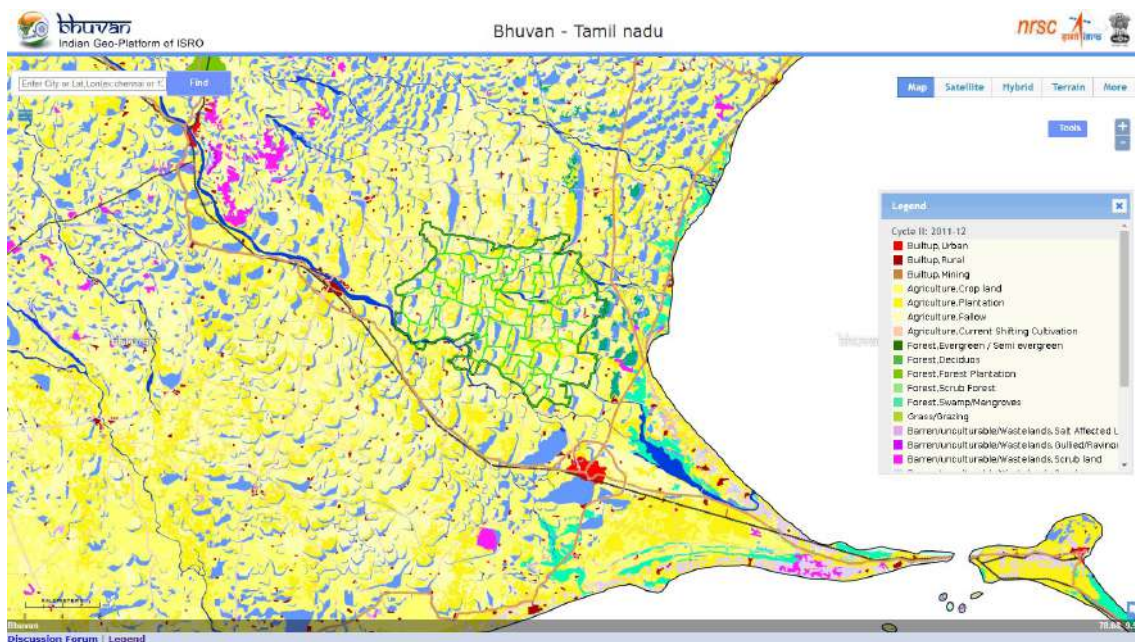 bhuvan
Indian Geo-Platform of ISRO
Bhuvan - Tamil nadu
nrsc
Find
Map
Satellite
Hybrid
Terrain
More
Tools
+
-
Legend
Cycle II: 2011-12
Builtup,Urban
Builtup,Rural
Builtup,Mining
Agriculture,Crop land
Agriculture,Plantation
Agriculture,Fallow
Agriculture,Current Shifting Cultivation
Forest,Evergreen / Semi evergreen
Forest,Deciduos
Forest,Forest Plantation
Forest,Scrub Forest
Forest,Swamp/Mangroves
Grass/Grazing
Barren/unculturable/Wastelands, Salt Affected L
Barren/unculturable/Wastelands, Gullied/Ravinou
Barren/unculturable/Wastelands, Scrub land
bhuvan
Bhuvan
Discussion Forum | Legend